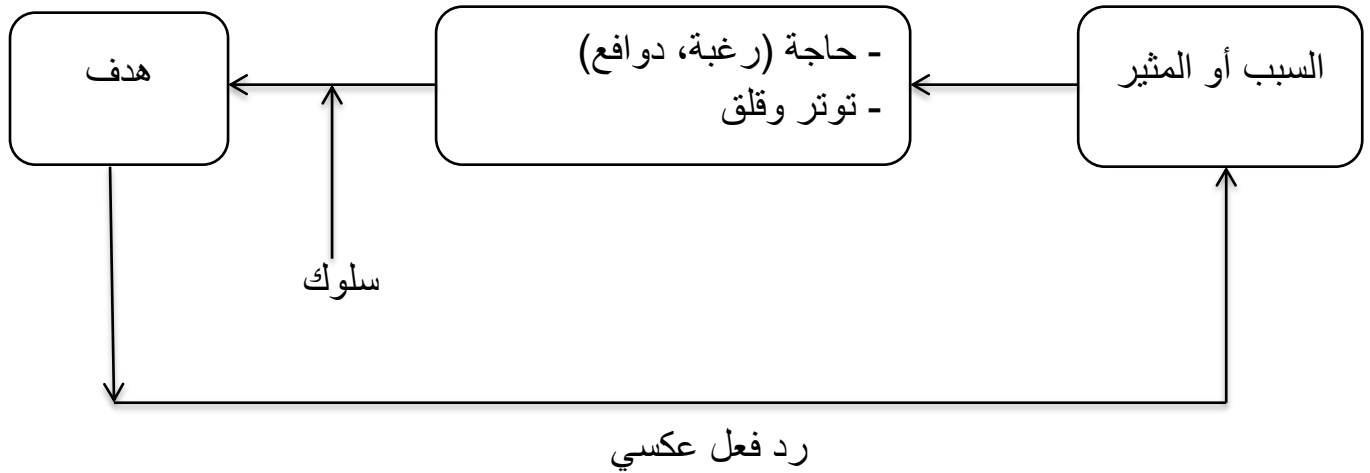 السبب أو المثير
- حاجة (رغبة، دوافع)
- توتر وقلق
هدف
سلوك
رد فعل عكسي